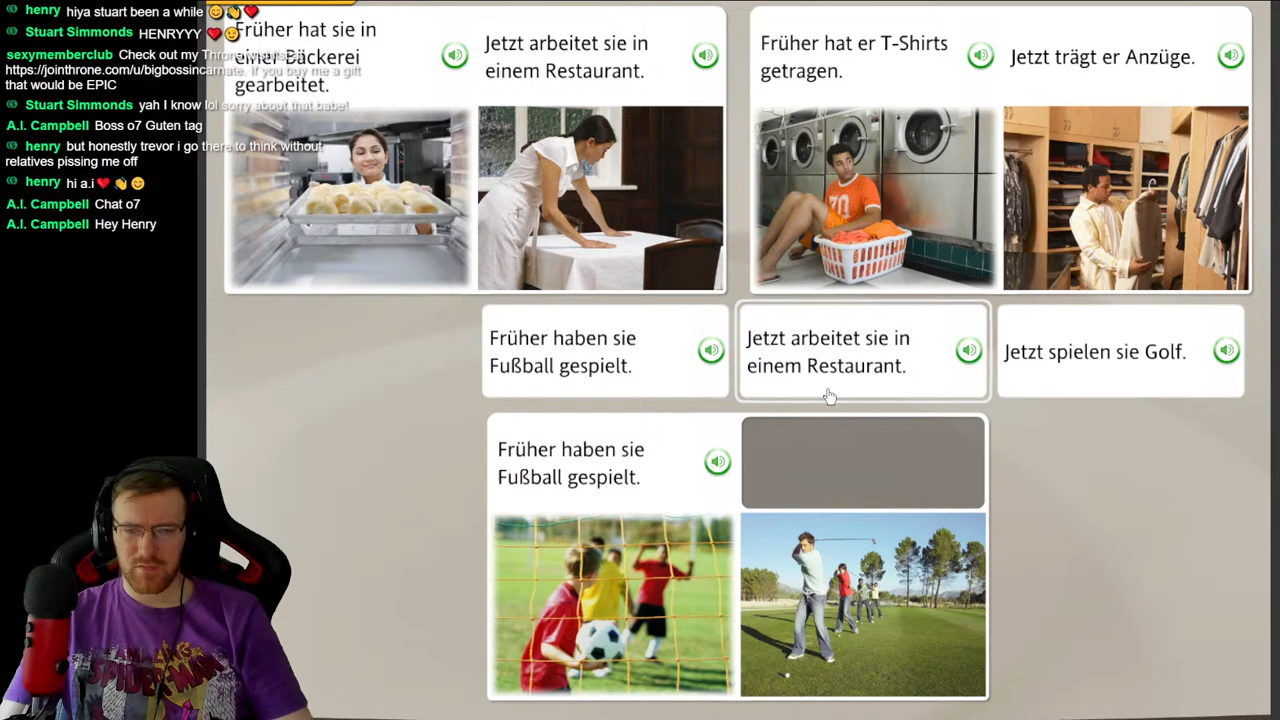 henry hiya stuart been a while
Stuart Simmonds HENRYYY
sexymemberclub Check out my Throne
https://jointhrone.com/u/bigbossincarnate. If you buy me a gift
that would be EPIC
Stuart Simmonds yah I know lol sorry about that babe!
A.I. Campbell Boss o7 Guten tag
henry but honestly trevor i go there to think without
relatives pissing me off
henry hi a.i
A.I. Campbell Chat o7
A.I. Campbell Hey Henry
Früher hat sie in
einer Bäckerei
gearbeitet.
Jetzt arbeitet sie in
einem Restaurant.
Früher hat er T-Shirts
getragen.
Jetzt trägt er Anzüge.
70
Früher haben sie
Fußball gespielt.
Jetzt arbeitet sie in
einem Restaurant.
Jetzt spielen sie Golf.
Früher haben sie
Fußball gespielt.
AMAZING
SPIDER-MAN